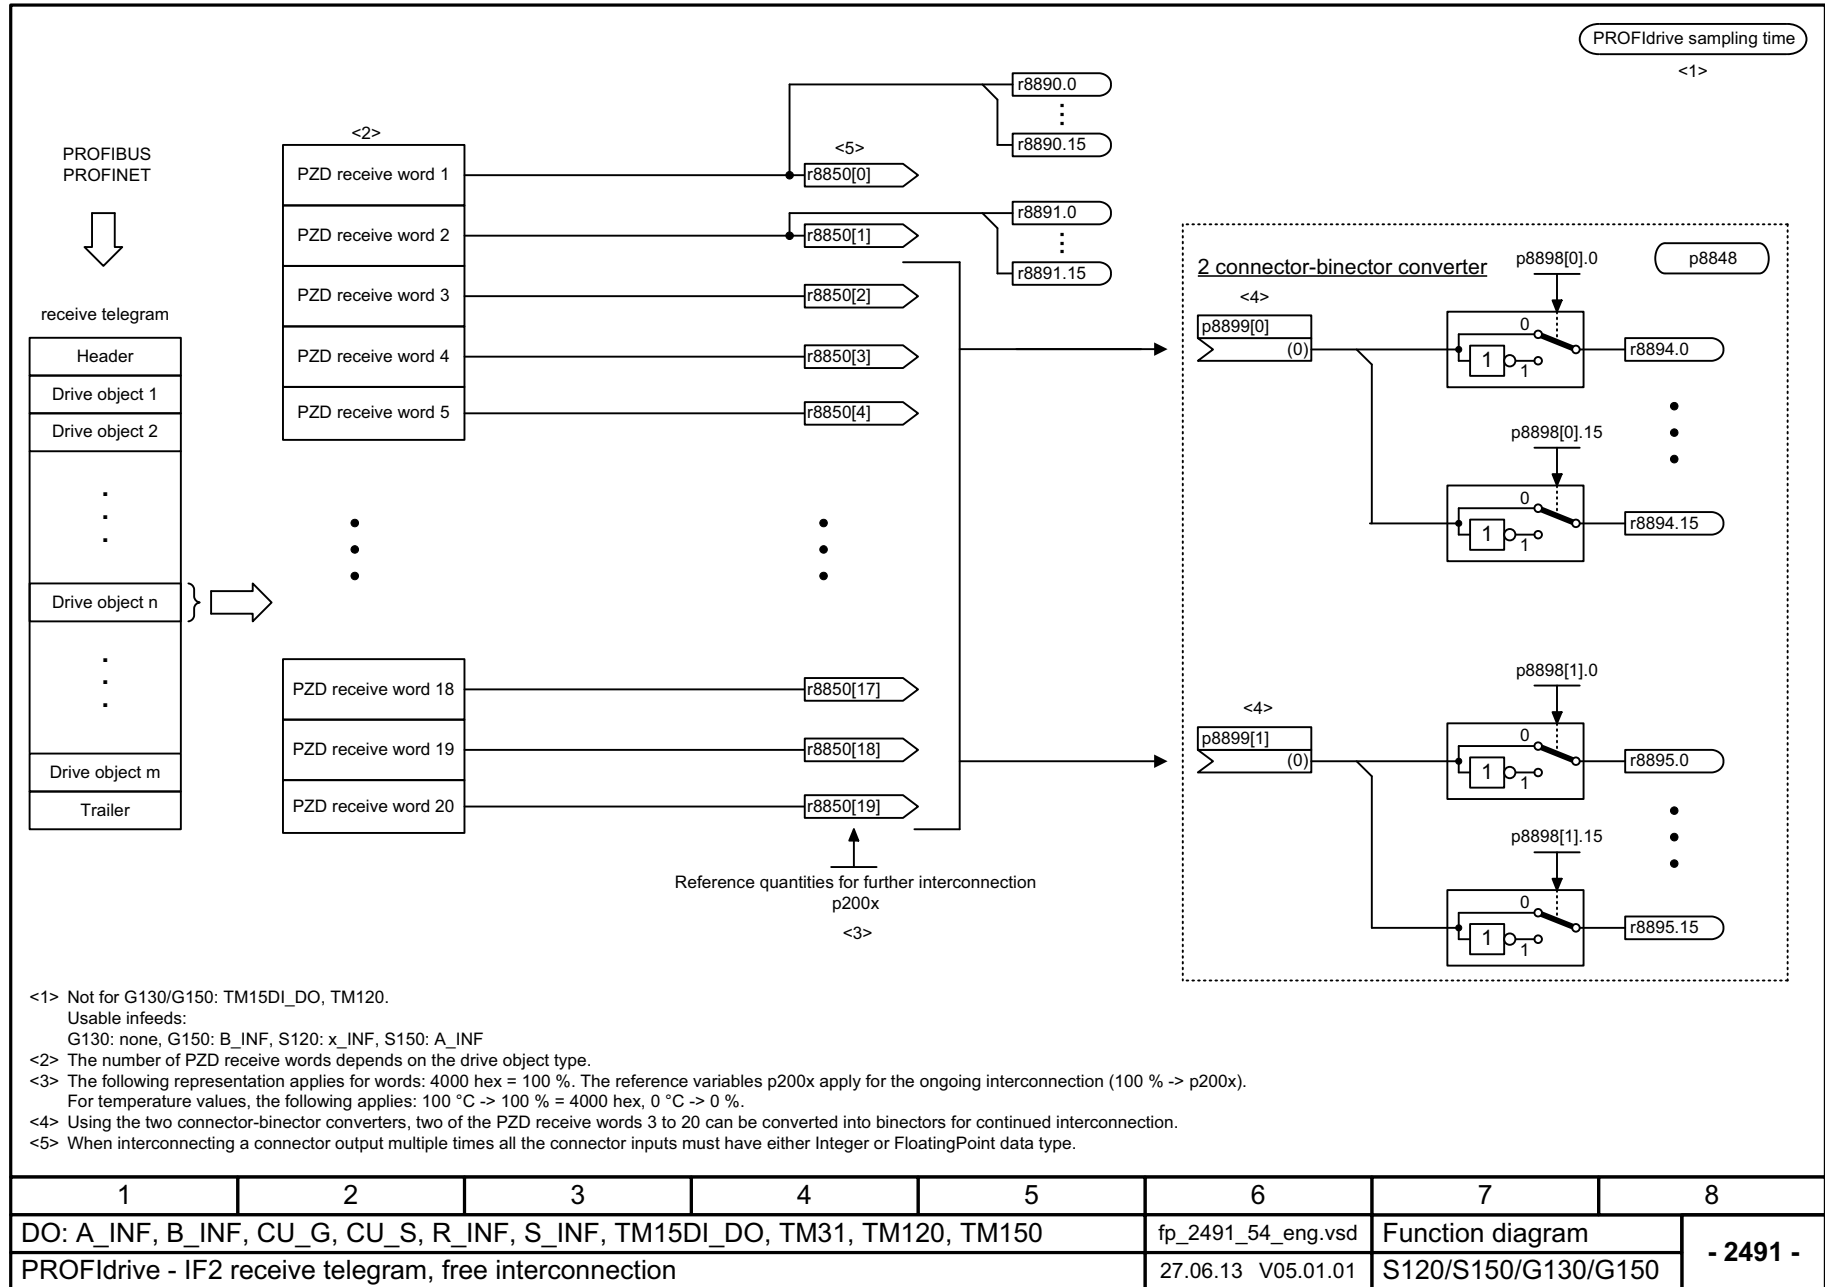 PROFIdrive sampling time
<1>
PROFIBUS
PROFINET
receive telegram
Header
Drive object 1
Drive object 2
Drive object n
Drive object m
Trailer
<2>
PZD receive word 1
PZD receive word 2
PZD receive word 3
PZD receive word 4
PZD receive word 5
PZD receive word 18
PZD receive word 19
PZD receive word 20
<5>
r8850[0]
r8850[1]
r8850[2]
r8850[3]
r8850[4]
r8850[17]
r8850[18]
r8850[19]
Reference quantities for further interconnection
p200x
<3>
r8890.0
r8890.15
r8891.0
r8891.15
2 connector-binector converter
p8848
<4>
p8899[0]
(0)
p8898[0].0
0
1
1
r8894.0
p8898[0].15
0
1
1
r8894.15
<4>
p8899[1]
(0)
p8898[1].0
0
1
1
r8895.0
p8898[1].15
0
1
1
r8895.15
<1> Not for G130/G150: TM15DI_DO, TM120.
Usable infeeds:
G130: none, G150: B_INF, S120: x_INF, S150: A_INF
<2> The number of PZD receive words depends on the drive object type.
<3> The following representation applies for words: 4000 hex = 100 %. The reference variables p200x apply for the ongoing interconnection (100 % -> p200x).
For temperature values, the following applies: 100 °C -> 100 % = 4000 hex, 0 °C -> 0 %.
<4> Using the two connector-binector converters, two of the PZD receive words 3 to 20 can be converted into binectors for continued interconnection.
<5> When interconnecting a connector output multiple times all the connector inputs must have either Integer or FloatingPoint data type.
1 2 3 4 5 6 7 8
DO: A_INF, B_INF, CU_G, CU_S, R_INF, S_INF, TM15DI_DO, TM31, TM120, TM150
fp_2491_54_eng.vsd
Function diagram
- 2491 -
PROFIdrive - IF2 receive telegram, free interconnection
27.06.13 V05.01.01
S120/S150/G130/G150